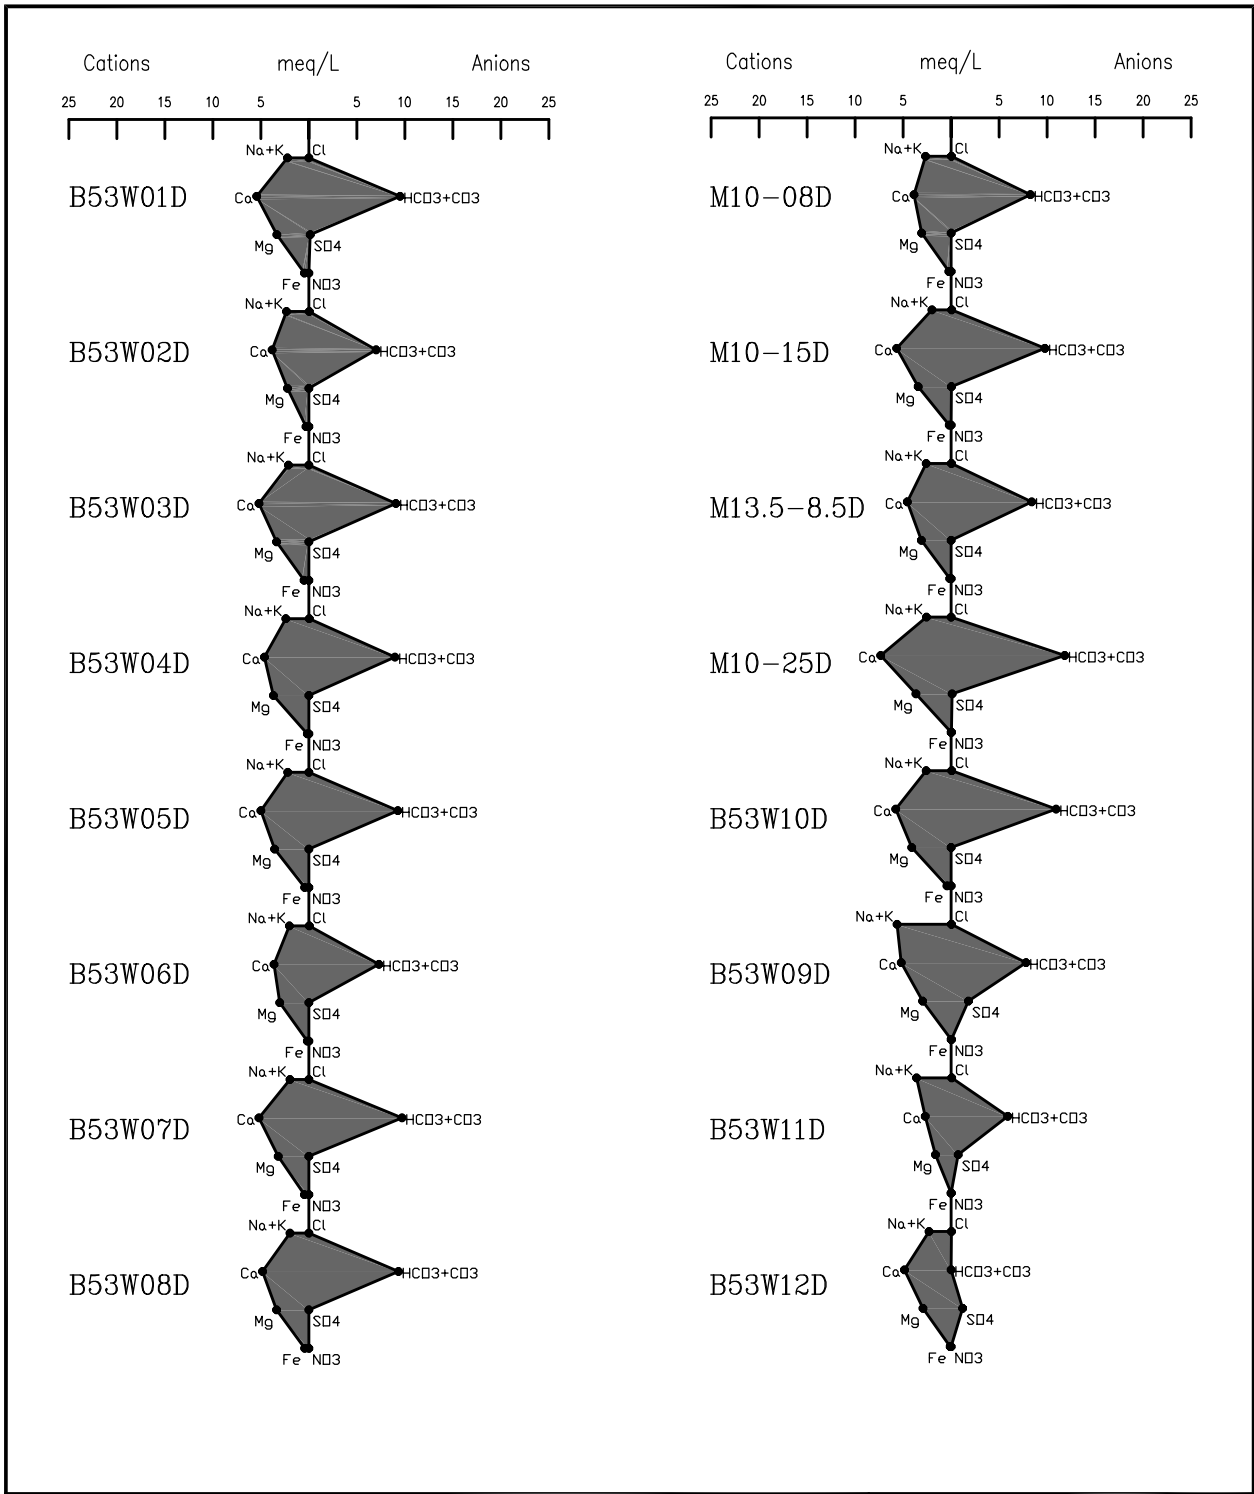 Cations meq/L Anions
25 20 15 10 5 5 10 15 20 25
Na+K Cl
B53W01D Ca HCO3+CO3
Mg SO4
Fe NO3
Na+K Cl
B53W02D Ca HCO3+CO3
Mg SO4
Fe NO3
Na+K Cl
B53W03D Ca HCO3+CO3
Mg SO4
Fe NO3
Na+K Cl
B53W04D Ca HCO3+CO3
Mg SO4
Fe NO3
Na+K Cl
B53W05D Ca HCO3+CO3
Mg SO4
Fe NO3
Na+K Cl
B53W06D Ca HCO3+CO3
Mg SO4
Fe NO3
Na+K Cl
B53W07D Ca HCO3+CO3
Mg SO4
Fe NO3
Na+K Cl
B53W08D Ca HCO3+CO3
Mg SO4
Fe NO3
Cations meq/L Anions
25 20 15 10 5 5 10 15 20 25
Na+K Cl
M10-08D Ca HCO3+CO3
Mg SO4
Fe NO3
Na+K Cl
M10-15D Ca HCO3+CO3
Mg SO4
Fe NO3
Na+K Cl
M13.5-8.5D Ca HCO3+CO3
Mg SO4
Fe NO3
Na+K Cl
M10-25D Ca HCO3+CO3
Mg SO4
Fe NO3
Na+K Cl
B53W10D Ca HCO3+CO3
Mg SO4
Fe NO3
Na+K Cl
B53W09D Ca HCO3+CO3
Mg SO4
Fe NO3
Na+K Cl
B53W11D Ca HCO3+CO3
Mg SO4
Fe NO3
Na+K Cl
B53W12D Ca HCO3+CO3
Mg SO4
Fe NO3